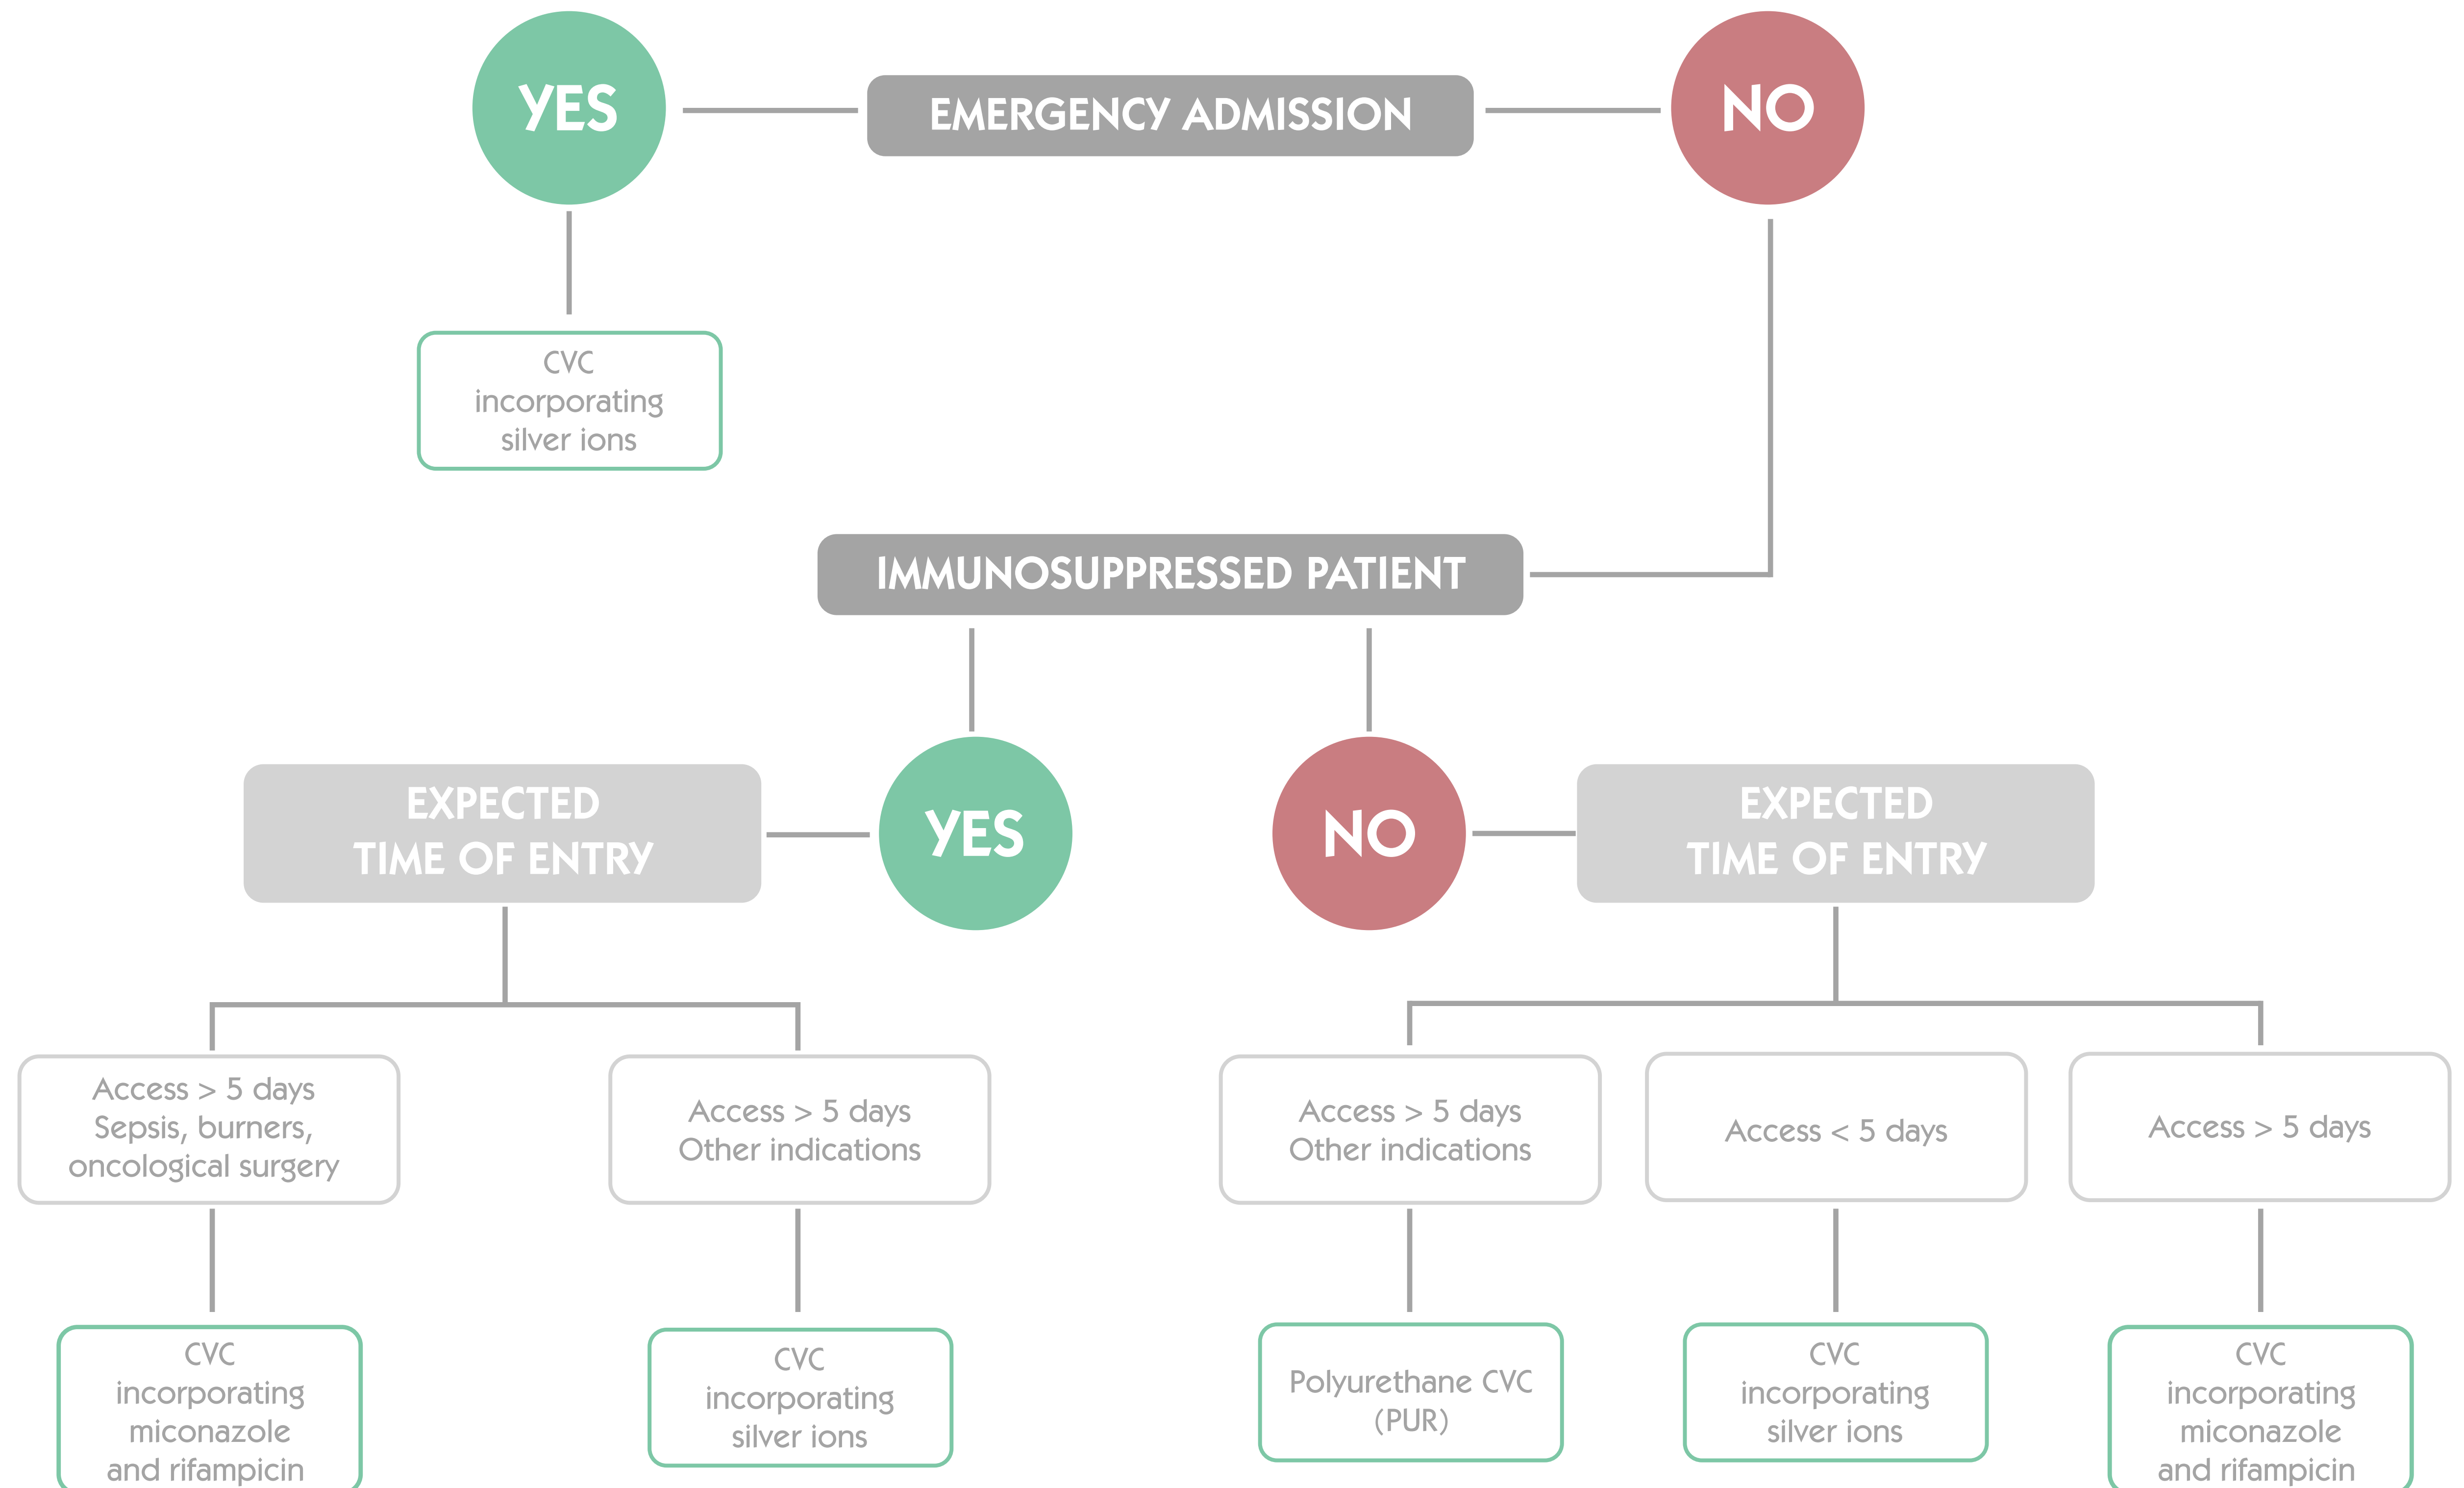 YES
EMERGENCY ADMISSION
NO
CVC
incorporating
silver ions
IMMUNOSUPPRESSED PATIENT
EXPECTED
TIME OF ENTRY
YES
NO
EXPECTED
TIME OF ENTRY
Access > 5 days
Sepsis, burners,
oncological surgery
Access > 5 days
Other indications
Access > 5 days
Other indications
Access < 5 days
Access > 5 days
CVC
incorporating
miconazole
and rifampicin
CVC
incorporating
silver ions
Polyurethane CVC
(PUR)
CVC
incorporating
silver ions
CVC
incorporating
miconazole
and rifampicin